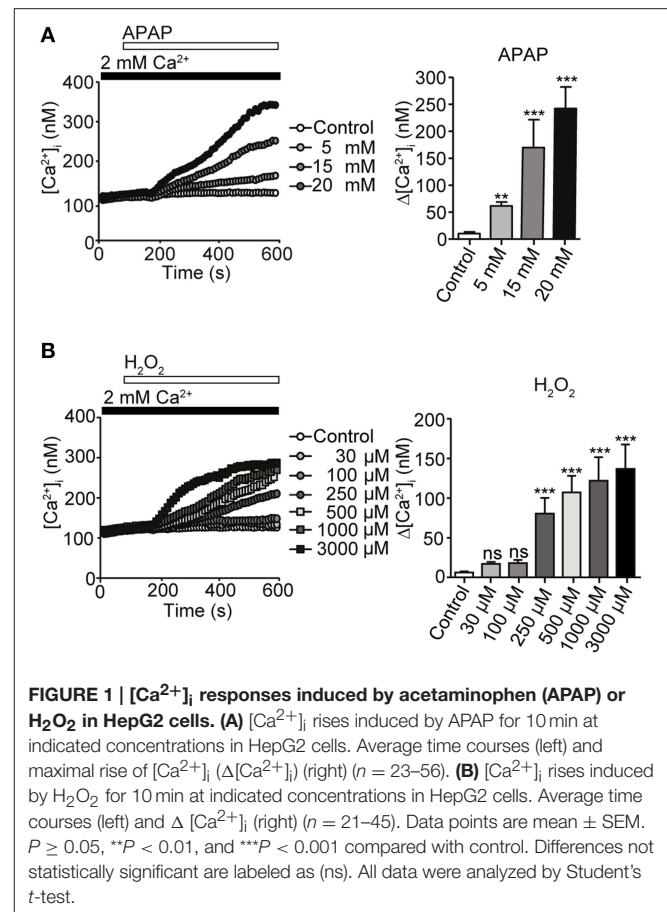 A
APAP
2 mM Ca²⁺
[Ca²⁺]ᵢ (nM)
400
300
200
100
0
0
200
400
600
Time (s)
Control
5 mM
15 mM
20 mM
APAP
Δ[Ca²⁺]ᵢ (nM)
300
250
200
150
100
50
0
**
***
***
Control
5 mM
15 mM
20 mM
B
H₂O₂
2 mM Ca²⁺
[Ca²⁺]ᵢ (nM)
400
300
200
100
0
0
200
400
600
Time (s)
Control
30 µM
100 µM
250 µM
500 µM
1000 µM
3000 µM
H₂O₂
Δ[Ca²⁺]ᵢ (nM)
200
150
100
50
0
ns
ns
***
***
***
***
Control
30 µM
100 µM
250 µM
500 µM
1000 µM
3000 µM
FIGURE 1 | [Ca²⁺]ᵢ responses induced by acetaminophen (APAP) or
H₂O₂ in HepG2 cells. (A) [Ca²⁺]ᵢ rises induced by APAP for 10 min at
indicated concentrations in HepG2 cells. Average time courses (left) and
maximal rise of [Ca²⁺]ᵢ (Δ[Ca²⁺]ᵢ) (right) (n = 23–56). (B) [Ca²⁺]ᵢ rises induced
by H₂O₂ for 10 min at indicated concentrations in HepG2 cells. Average time
courses (left) and Δ [Ca²⁺]ᵢ (right) (n = 21–45). Data points are mean ± SEM.
P ≥ 0.05, **P < 0.01, and ***P < 0.001 compared with control. Differences not
statistically significant are labeled as (ns). All data were analyzed by Student's
t-test.